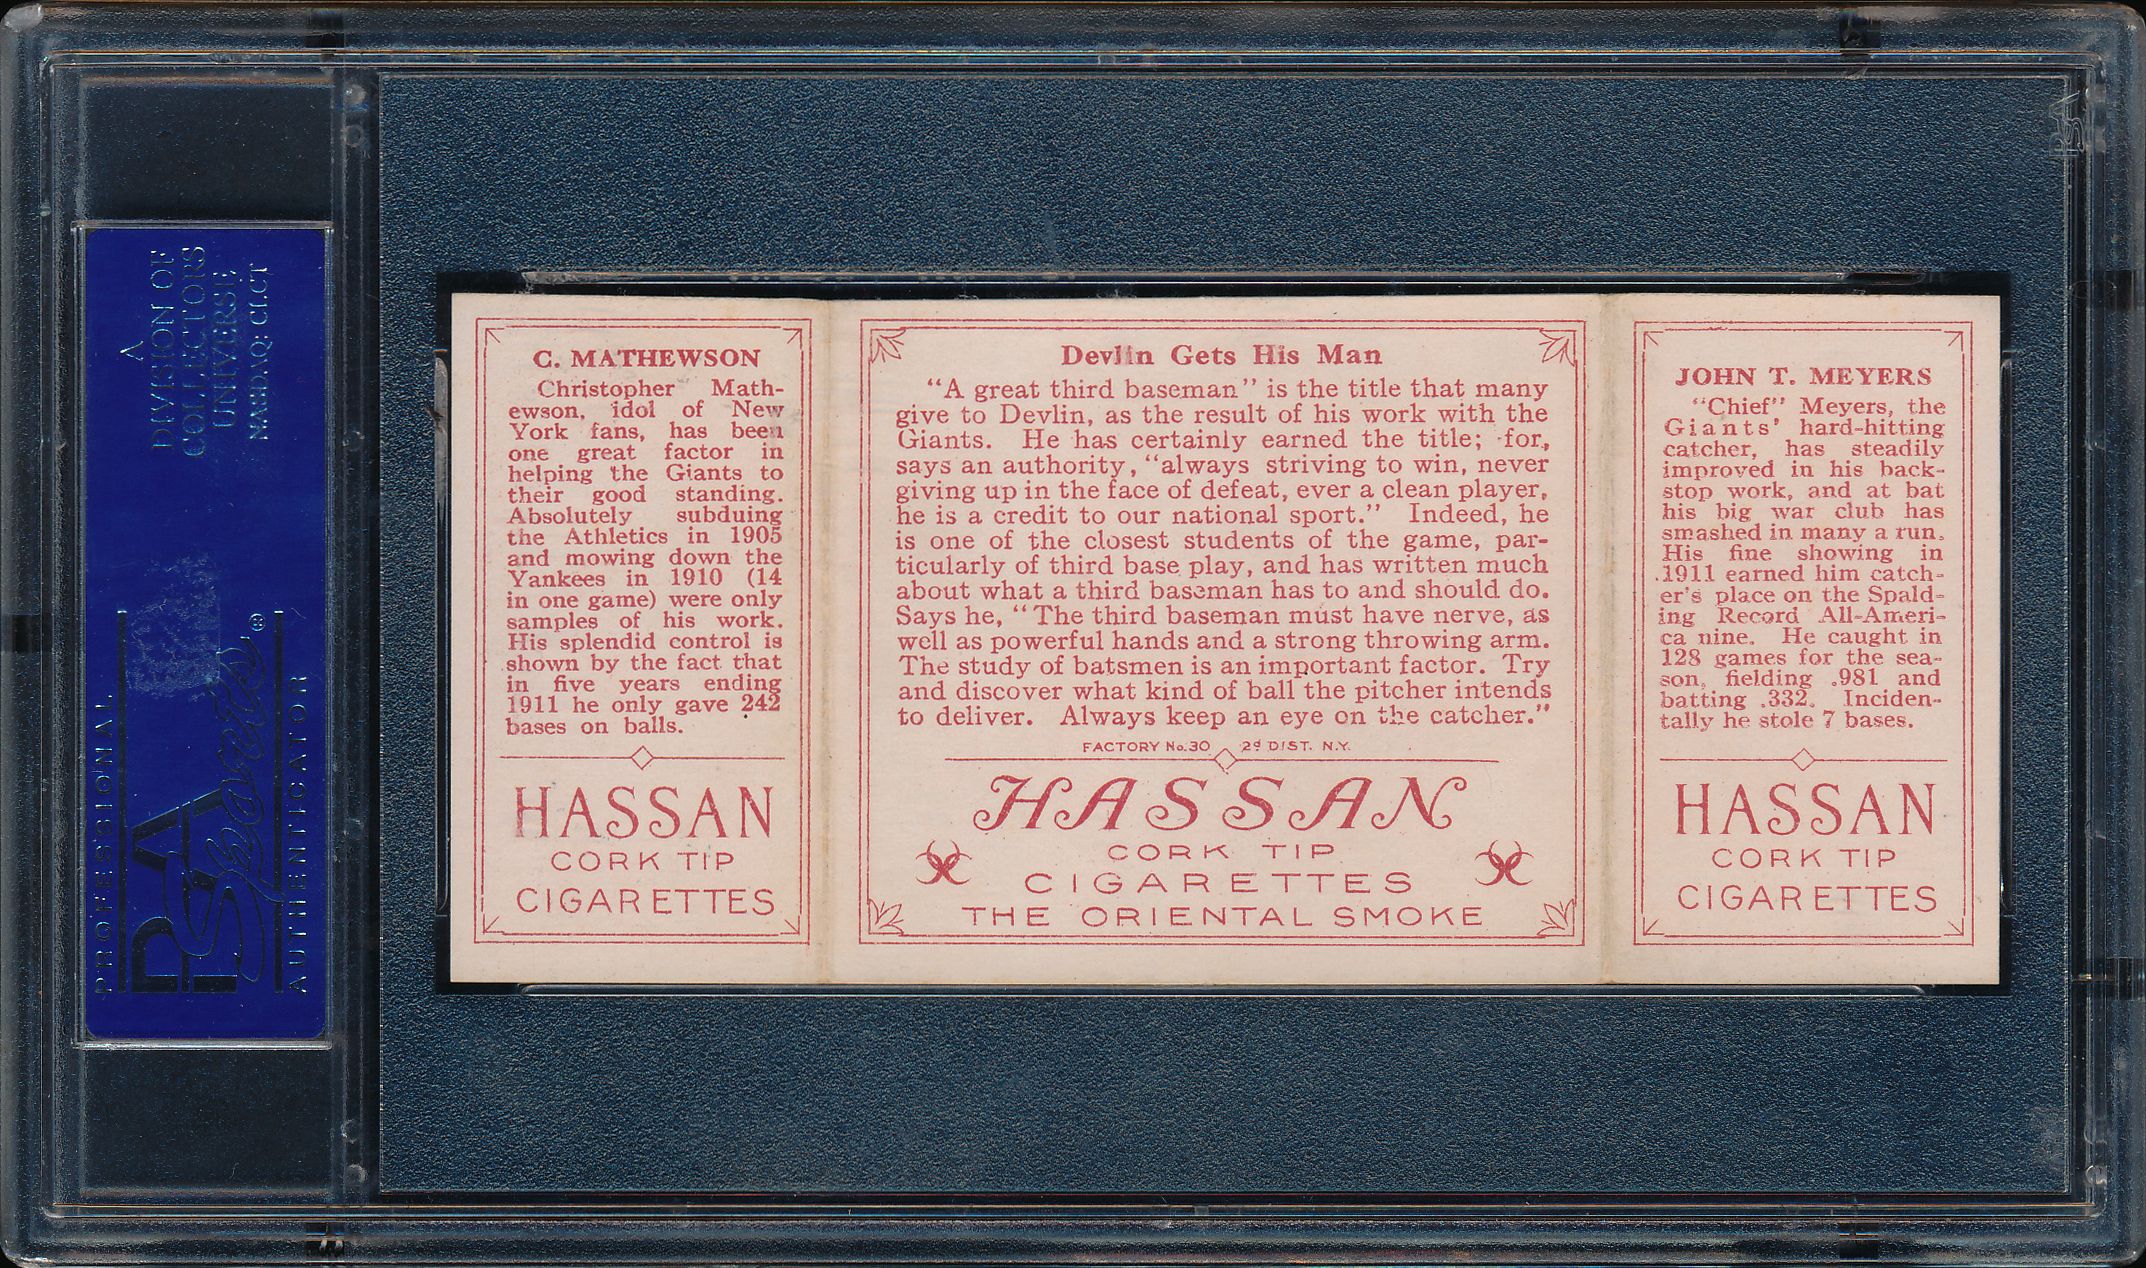 A
DIVISION OF
COLLECTORS
UNIVERSE
NASDAQ: CLCT
PROFESSIONAL
PSA
Sports
AUTHENTICATOR
®
PSA
C. MATHEWSON
Christopher Math-
ewson, idol of New
York fans, has been
one great factor in
helping the Giants to
their good standing.
Absolutely subduing
the Athletics in 1905
and mowing down the
Yankees in 1910 (14
in one game) were only
samples of his work.
His splendid control is
shown by the fact that
in five years ending
1911 he only gave 242
bases on balls.
HASSAN
CORK TIP
CIGARETTES
Devlin Gets His Man
“A great third baseman” is the title that many
give to Devlin, as the result of his work with the
Giants. He has certainly earned the title; for,
says an authority, “always striving to win, never
giving up in the face of defeat, ever a clean player,
he is a credit to our national sport.” Indeed, he
is one of the closest students of the game, par-
ticularly of third base play, and has written much
about what a third baseman has to and should do.
Says he, “The third baseman must have nerve, as
well as powerful hands and a strong throwing arm.
The study of batsmen is an important factor. Try
and discover what kind of ball the pitcher intends
to deliver. Always keep an eye on the catcher.”
FACTORY No. 30 2d DIST. N.Y.
HASSAN
CORK TIP
CIGARETTES
THE ORIENTAL SMOKE
JOHN T. MEYERS
“Chief” Meyers, the
Giants’ hard-hitting
catcher, has steadily
improved in his back-
stop work, and at bat
his big war club has
smashed in many a run.
His fine showing in
1911 earned him catch-
er’s place on the Spald-
ing Record All-Ameri-
ca nine. He caught in
128 games for the sea-
son, fielding .981 and
batting .332. Inciden-
tally he stole 7 bases.
HASSAN
CORK TIP
CIGARETTES